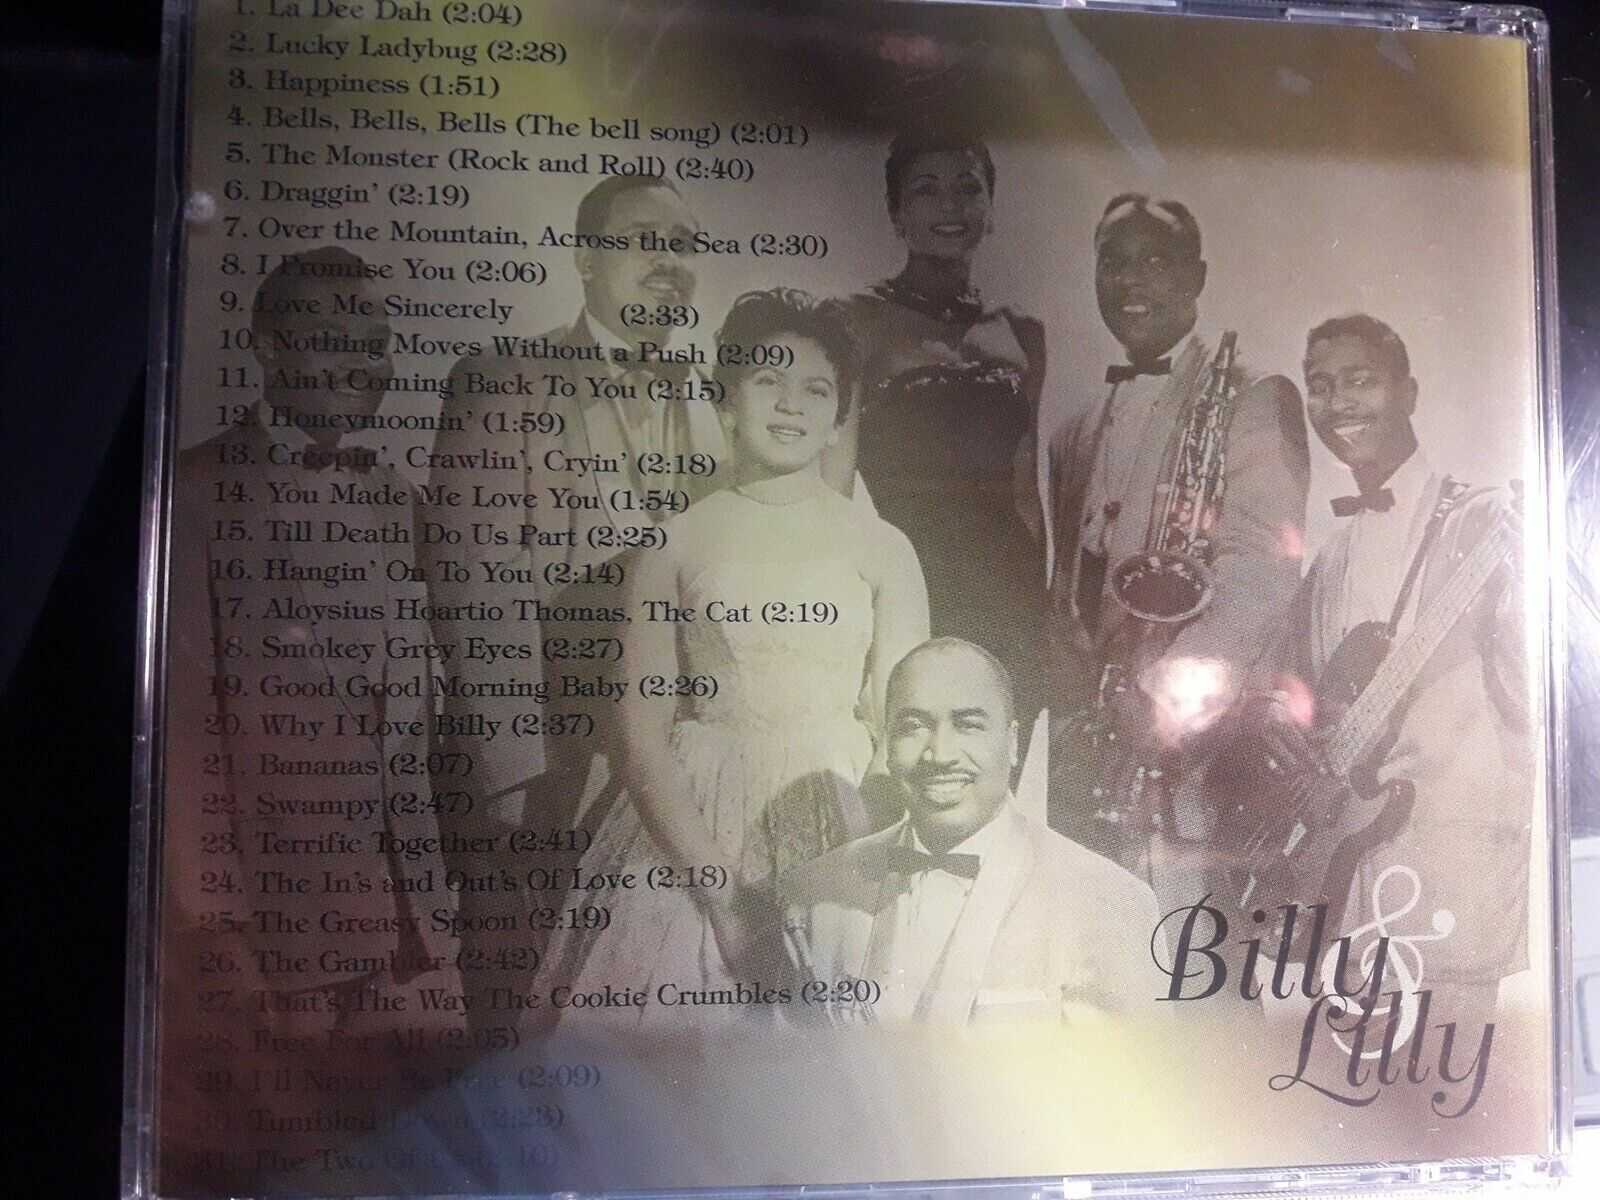 1. La Dee Dah (2:04)
2. Lucky Ladybug (2:28)
3. Happiness (1:51)
4. Bells, Bells, Bells (The bell song) (2:01)
5. The Monster (Rock and Roll) (2:40)
6. Draggin' (2:19)
7. Over the Mountain, Across the Sea (2:30)
8. I Promise You (2:06)
9. Love Me Sincerely (2:33)
10. Nothing Moves Without a Push (2:09)
11. Ain't Coming Back To You (2:15)
12. Honeymoonin' (1:59)
13. Creepin', Crawlin', Cryin' (2:18)
14. You Made Me Love You (1:54)
15. Till Death Do Us Part (2:25)
16. Hangin' On To You (2:14)
17. Aloysius Hoartio Thomas, The Cat (2:19)
18. Smokey Grey Eyes (2:27)
19. Good Good Morning Baby (2:26)
20. Why I Love Billy (2:37)
21. Bananas (2:07)
22. Swampy (2:47)
23. Terrific Together (2:41)
24. The In's and Out's Of Love (2:18)
25. The Greasy Spoon (2:19)
26. The Gambler (2:42)
27. That's The Way The Cookie Crumbles (2:20)
28. Free For All (2:05)
29. I'll Never Be (2:09)
30. Tumbled Down (2:23)
31. The Two Of
Billy &
Lilly